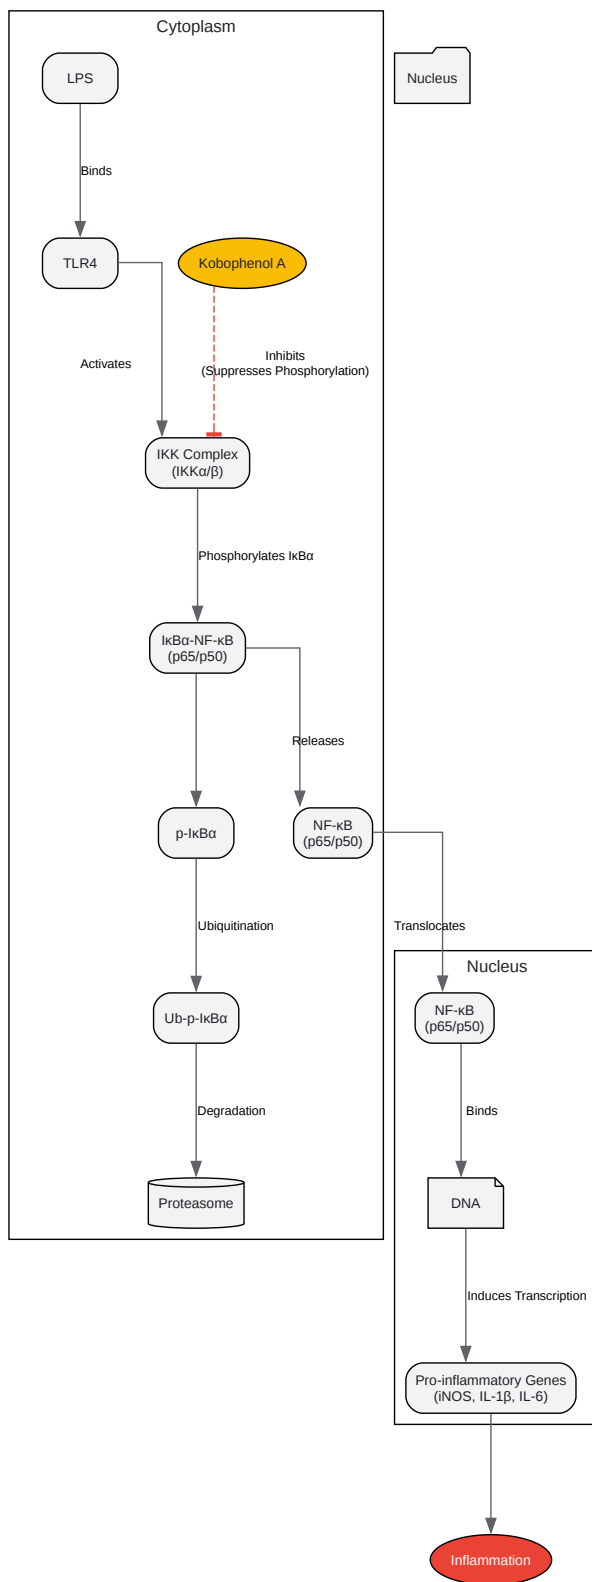 Cytoplasm
LPS
Nucleus
Binds
TLR4
Kobophenol A
Activates
Inhibits
(Suppresses Phosphorylation)
IKK Complex
(IKKα/β)
Phosphorylates IκBα
IκBα-NF-κB
(p65/p50)
Releases
p-IκBα
NF-κB
(p65/p50)
Ubiquitination
Translocates
Nucleus
Ub-p-IκBα
NF-κB
(p65/p50)
Degradation
Binds
Proteasome
DNA
Induces Transcription
Pro-inflammatory Genes
(iNOS, IL-1β, IL-6)
Inflammation